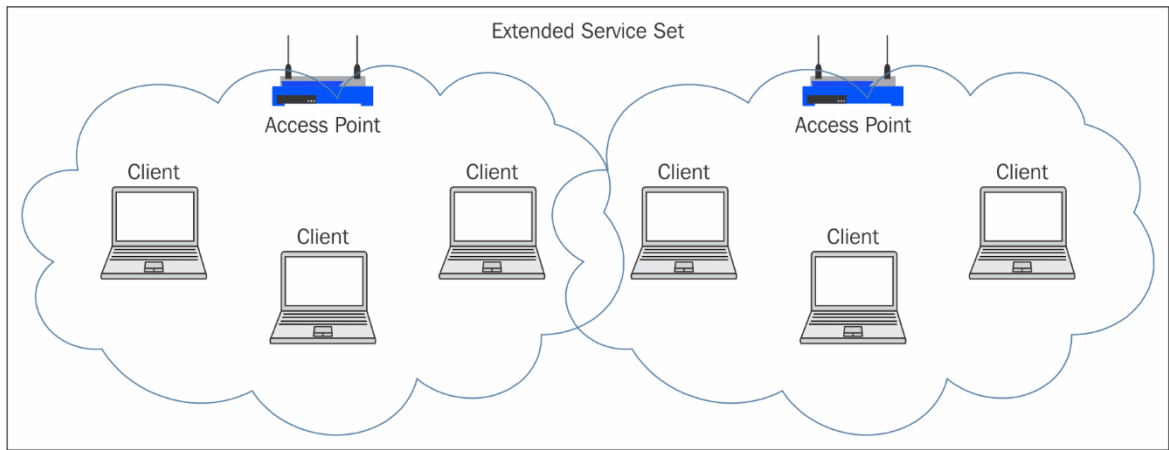 Extended Service Set
Access Point
Access Point
Client
Client
Client
Client
Client
Client